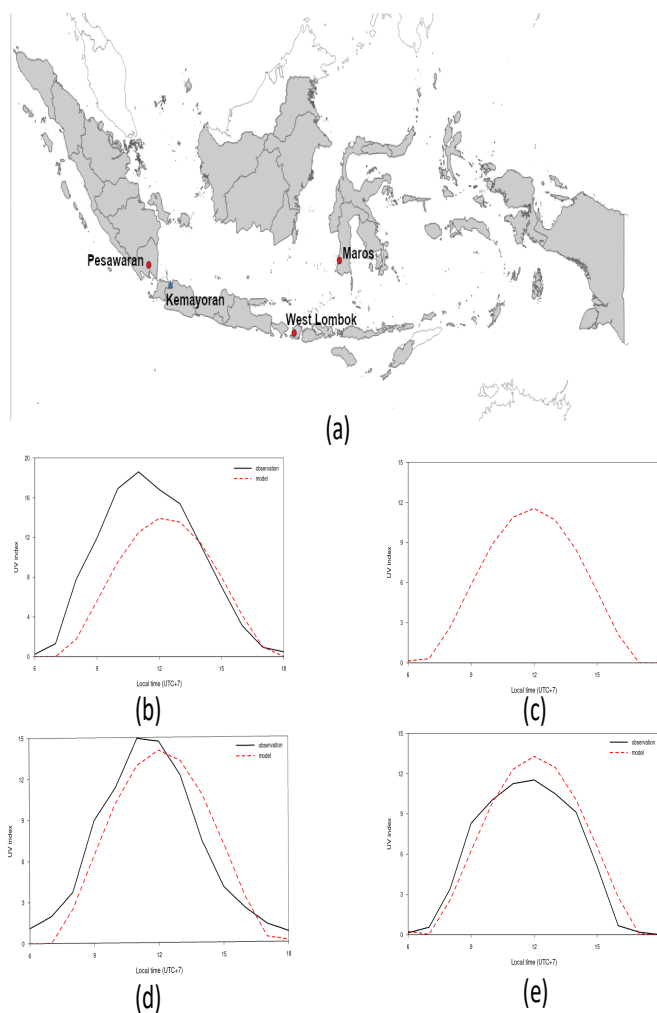 Pesawaran
Maros
Kemayoran
West Lombok
(a)
20
16
12
8
4
0
UV index
observation
model
6
9
12
15
18
Local time (UTC+7)
(b)
15
12
9
6
3
0
UV index
6
9
12
15
Local time (UTC+7)
(c)
15
12
9
6
3
0
UV index
observation
model
6
9
12
15
18
Local time (UTC+7)
(d)
15
12
9
6
3
0
UV index
observation
model
6
9
12
15
18
Local time (UTC+7)
(e)